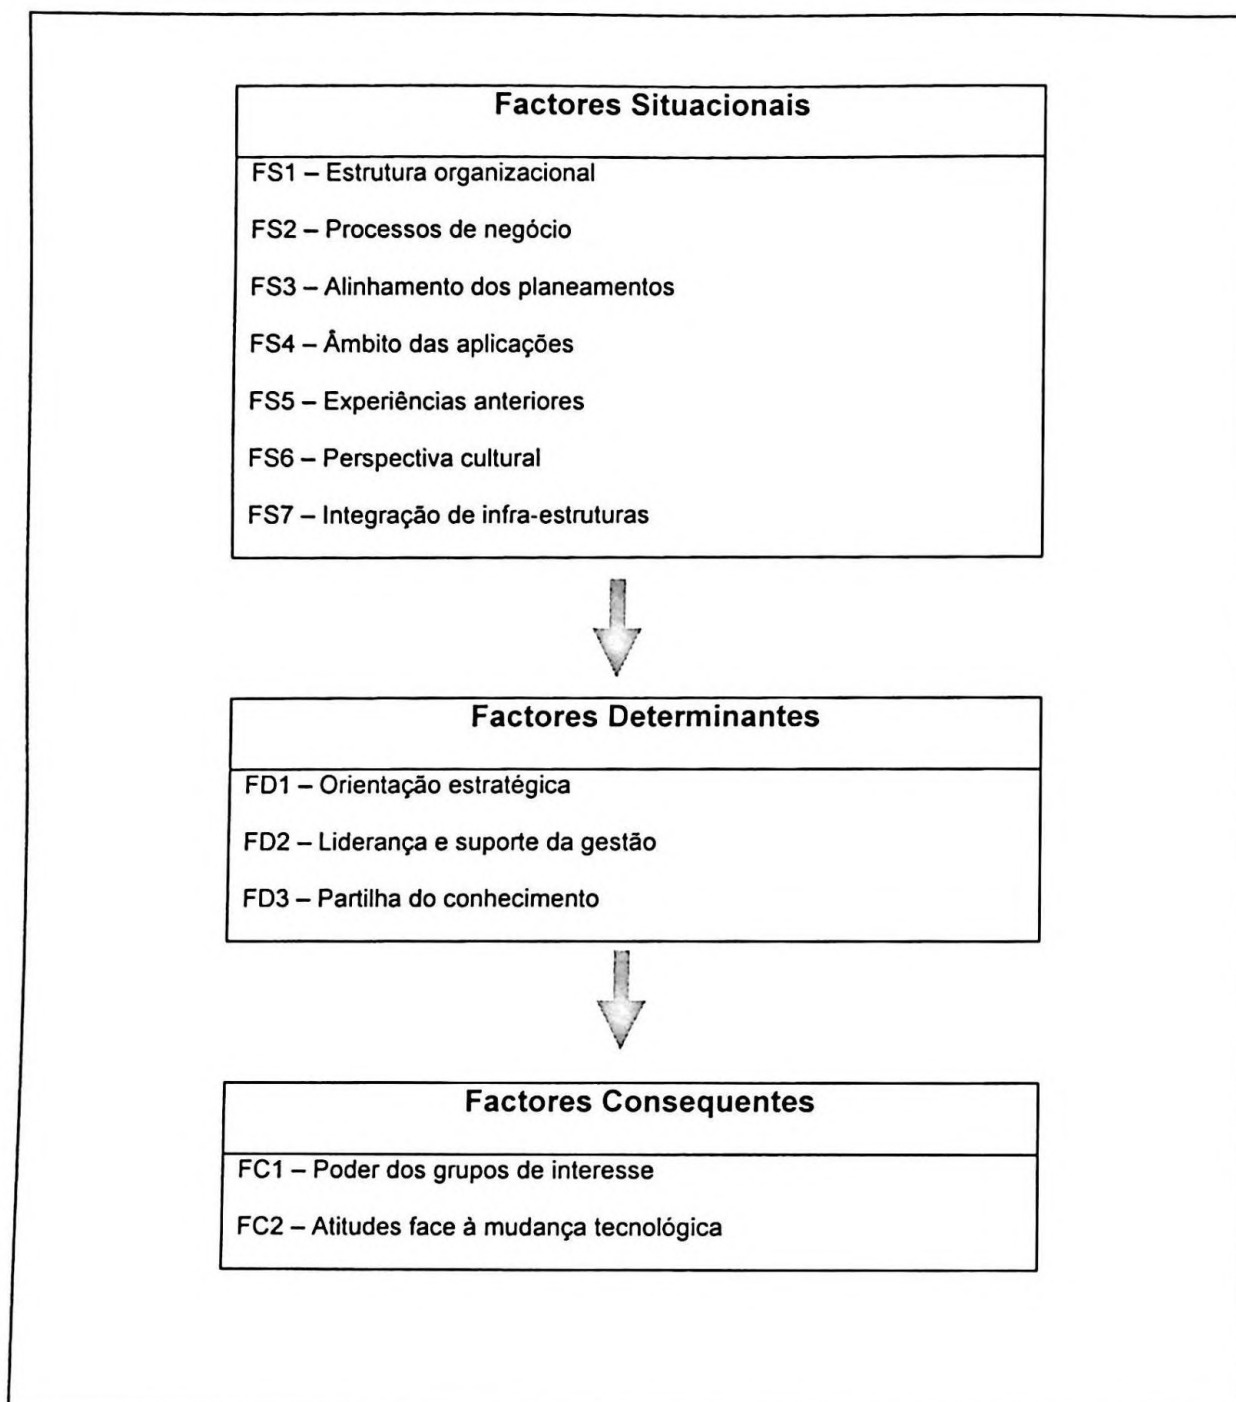 Factores Situacionais
FS1 – Estrutura organizacional
FS2 – Processos de negócio
FS3 – Alinhamento dos planeamentos
FS4 – Âmbito das aplicações
FS5 – Experiências anteriores
FS6 – Perspectiva cultural
FS7 – Integração de infra-estruturas
Factores Determinantes
FD1 – Orientação estratégica
FD2 – Liderança e suporte da gestão
FD3 – Partilha do conhecimento
Factores Consequentes
FC1 – Poder dos grupos de interesse
FC2 – Atitudes face à mudança tecnológica